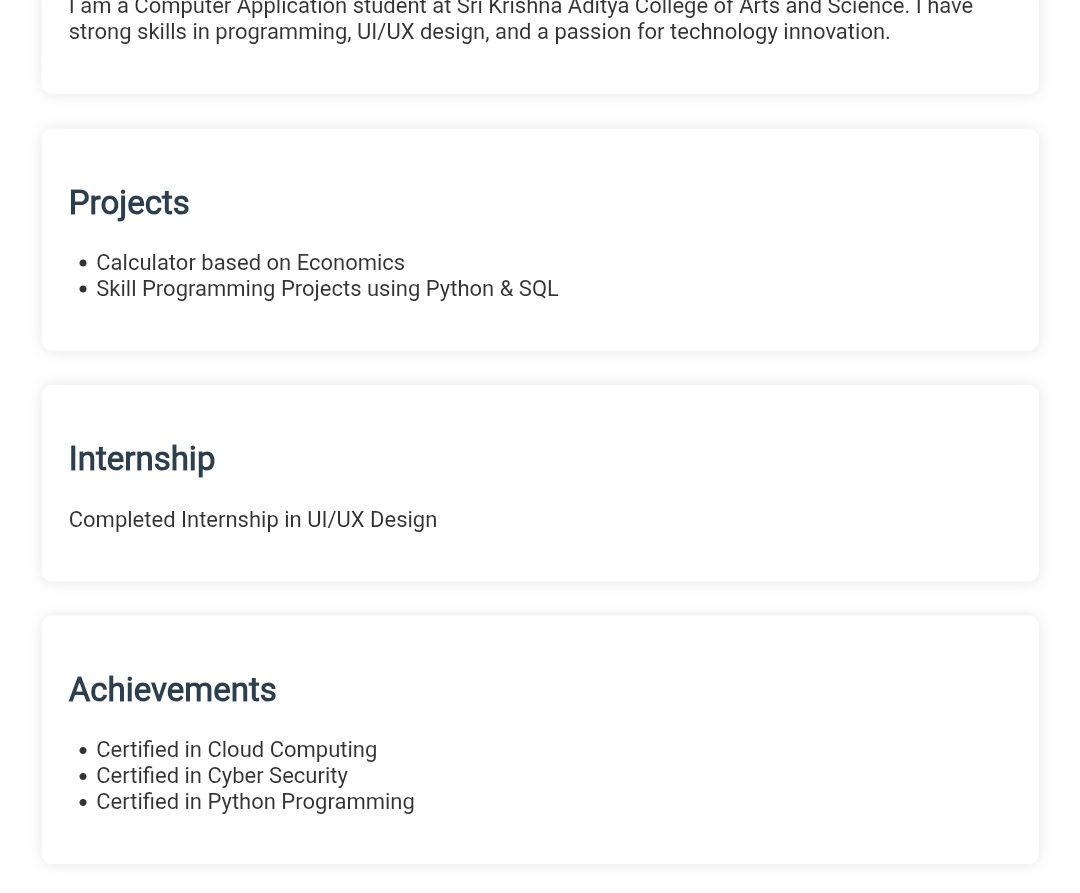 I am a Computer Application student at Sri Krishna Aditya College of Arts and Science. I have
strong skills in programming, UI/UX design, and a passion for technology innovation.
Projects
• Calculator based on Economics
• Skill Programming Projects using Python & SQL
Internship
Completed Internship in UI/UX Design
Achievements
• Certified in Cloud Computing
• Certified in Cyber Security
• Certified in Python Programming